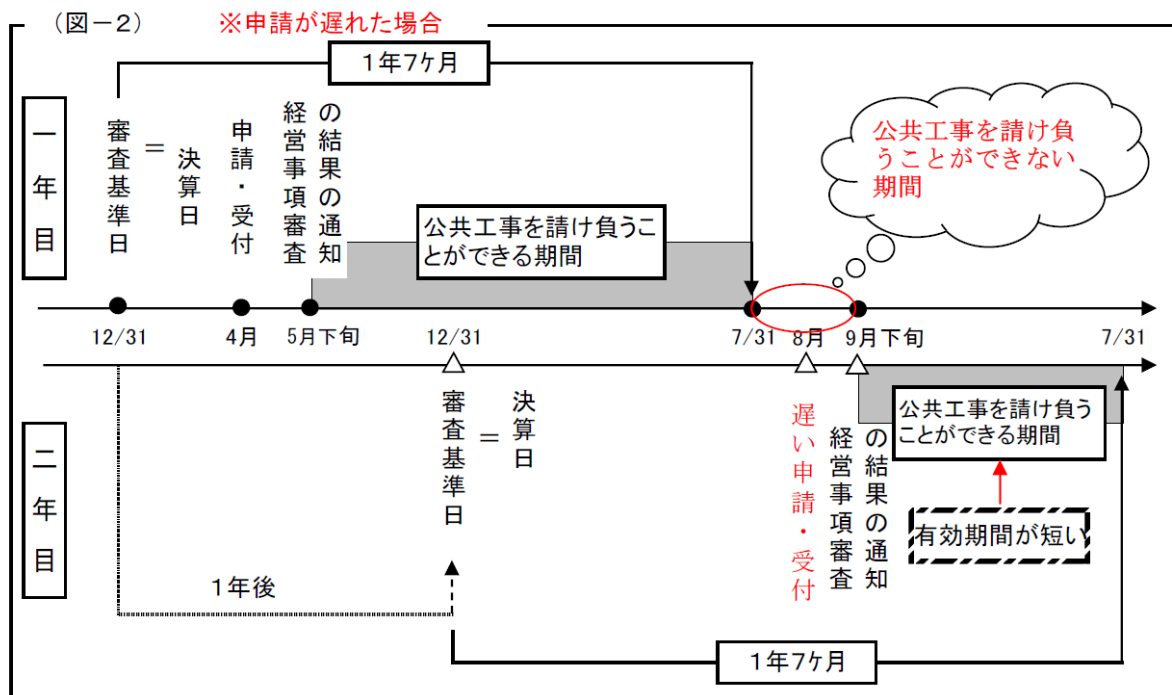 (図－2)
※申請が遅れた場合
1年7ヶ月
一年目
審査基準日
＝
決算日
申請・受付
経営事項審査
の結果の通知
公共工事を請け負うこ
とができる期間
公共工事を請け負
うことができない
期間
12/31
4月
5月下旬
12/31
7/31
8月
9月下旬
7/31
二年目
審査基準日
＝
決算日
遅い申請・受付
経営事項審査
の結果の通知
公共工事を請け負う
ことができる期間
有効期間が短い
1年後
1年7ヶ月